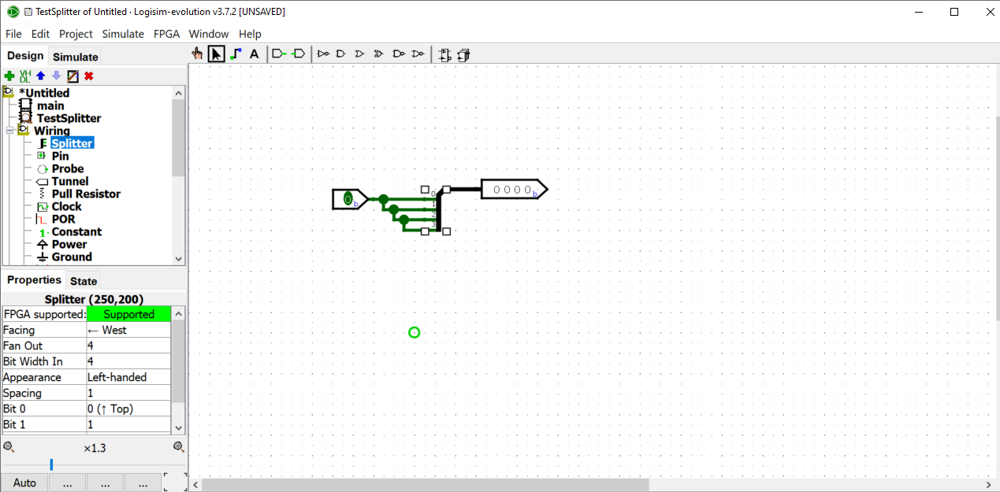 TestSplitter of Untitled · Logisim-evolution v3.7.2 [UNSAVED]
File Edit Project Simulate FPGA Window Help
Design Simulate
A
VHDL
*Untitled
main
TestSplitter
Wiring
Splitter
Pin
Probe
Tunnel
Pull Resistor
Clock
POR
1 Constant
Power
Ground
0 b
0
1
2
3
0 0 0 0 b
Properties State
Splitter (250,200)
FPGA supported: Supported
Facing ← West
Fan Out 4
Bit Width In 4
Appearance Left-handed
Spacing 1
Bit 0 0 (↑ Top)
Bit 1 1
×1.3
Auto ... ... ...